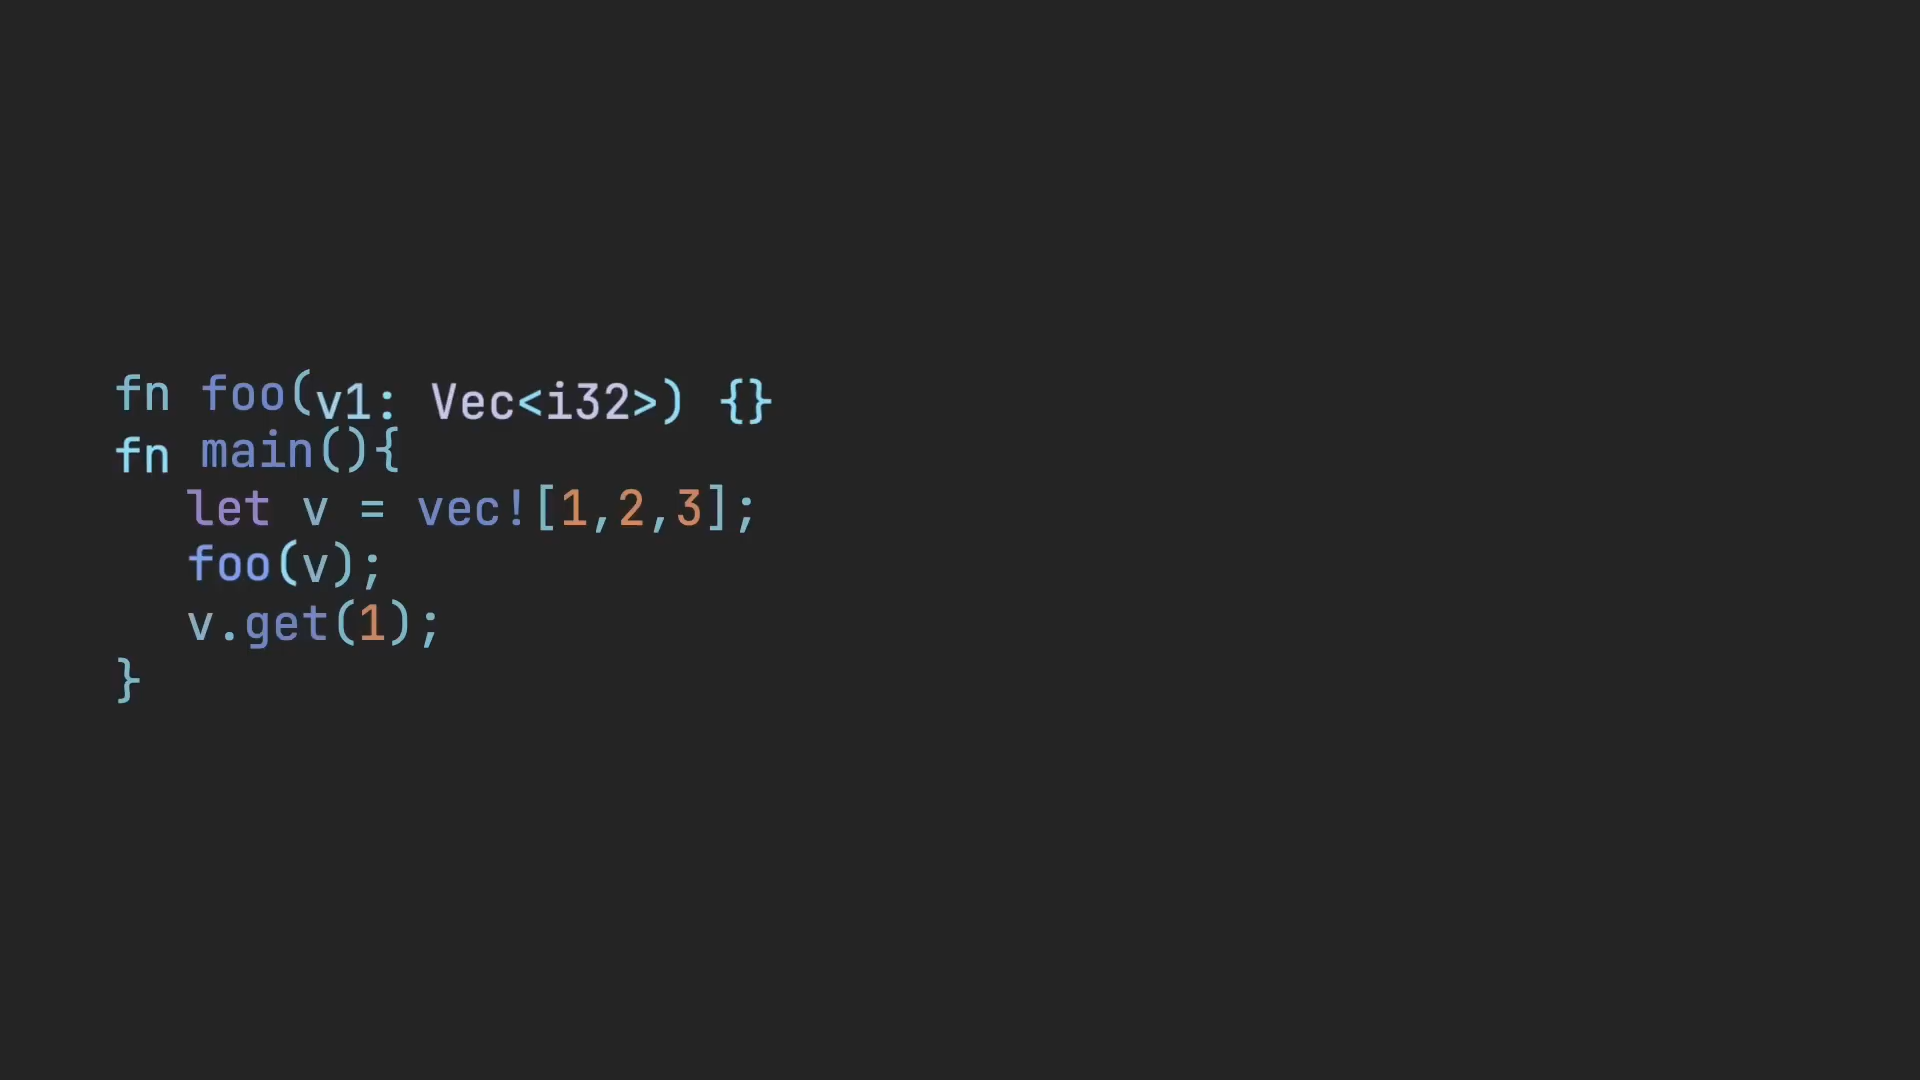 fn foo(v1: Vec<i32>) {}
fn main(){
   let v = vec![1,2,3];
   foo(v);
   v.get(1);
}